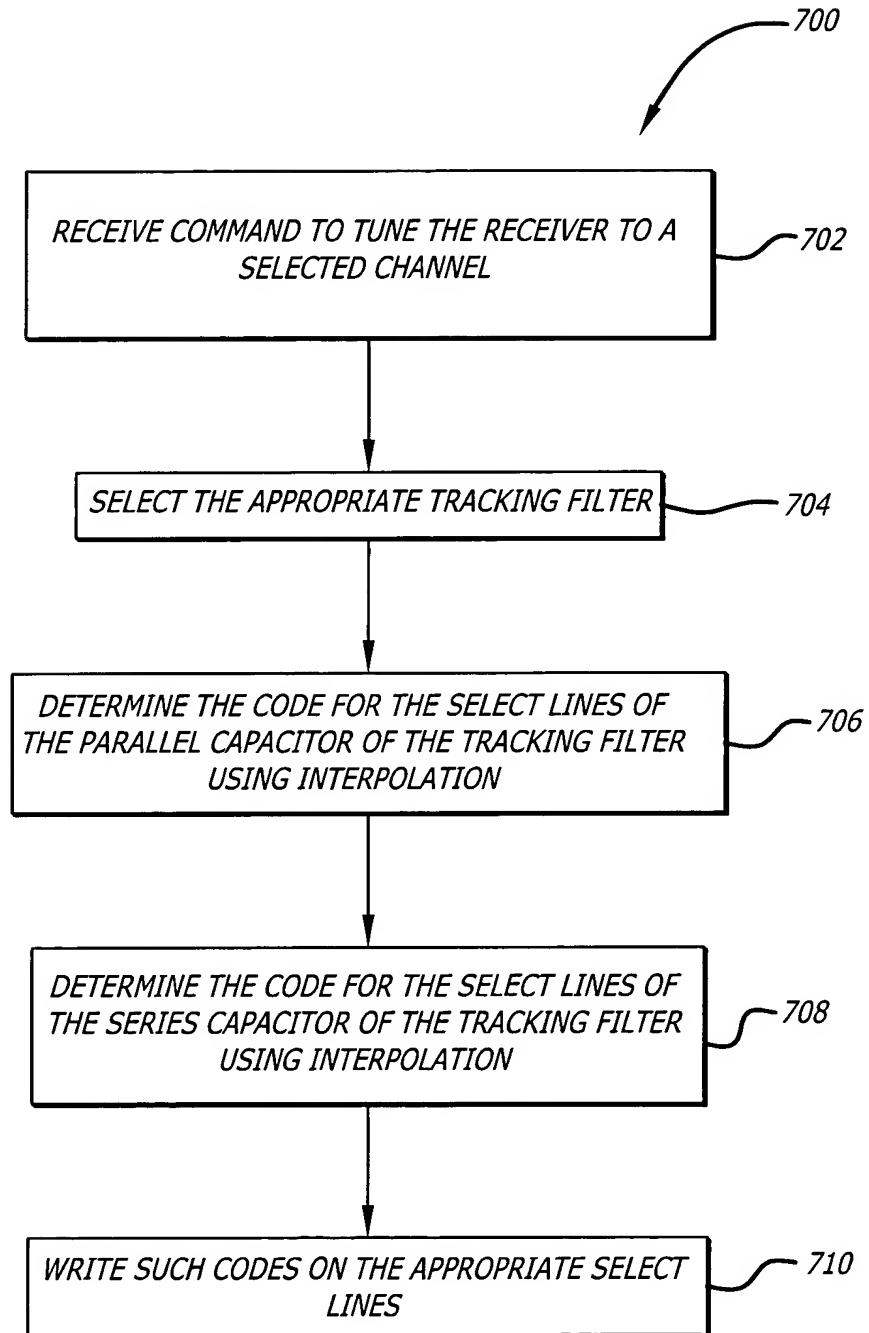 700
RECEIVE COMMAND TO TUNE THE RECEIVER TO A
SELECTED CHANNEL
702
SELECT THE APPROPRIATE TRACKING FILTER
704
DETERMINE THE CODE FOR THE SELECT LINES OF
THE PARALLEL CAPACITOR OF THE TRACKING FILTER
USING INTERPOLATION
706
DETERMINE THE CODE FOR THE SELECT LINES OF
THE SERIES CAPACITOR OF THE TRACKING FILTER
USING INTERPOLATION
708
WRITE SUCH CODES ON THE APPROPRIATE SELECT
LINES
710